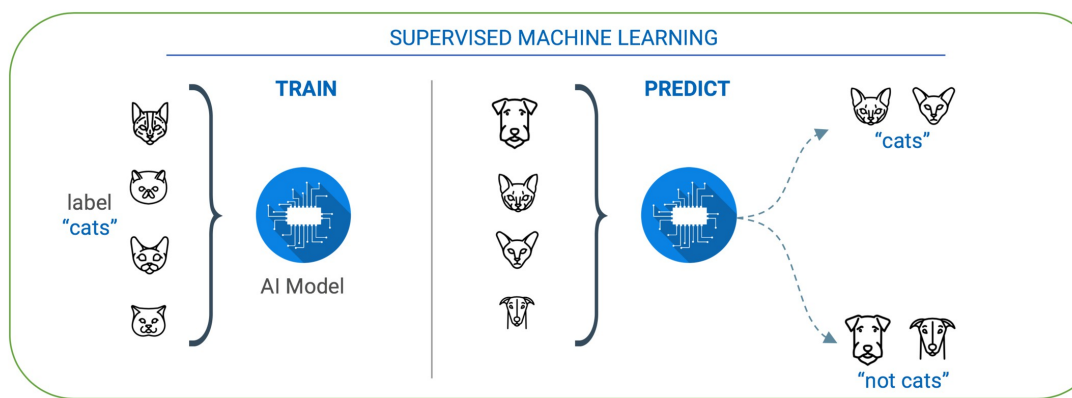 SUPERVISED MACHINE LEARNING
TRAIN
label
“cats”
AI Model
PREDICT
“cats”
“not cats”